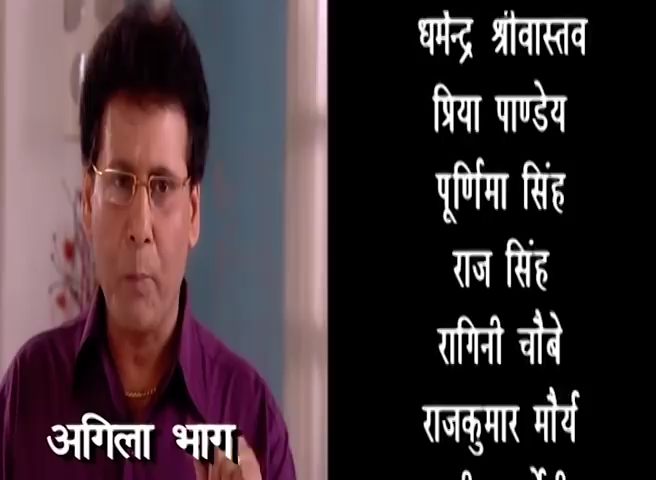 धर्मेन्द्र श्रीवास्तव
प्रिया पाण्डेय
पूर्णिमा सिंह
राज सिंह
रागिनी चौबे
राजकुमार मौर्य
अगिला भाग